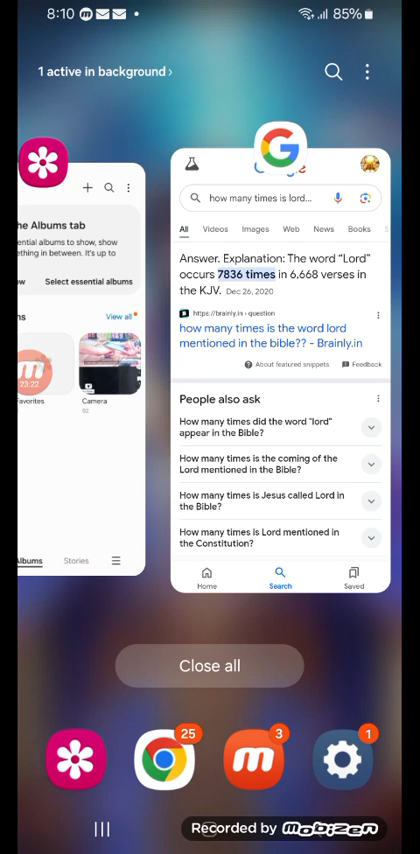 8:10
85%
1 active in background ›
he Albums tab
ential albums to show, show
ething in between. It's up to
ow Select essential albums
ns View all
23:22
Favorites
Camera
92
lbums Stories
Google
how many times is lord...
All Videos Images Web News Books S
Answer. Explanation: The word “Lord”
occurs 7836 times in 6,668 verses in
the KJV. Dec 26, 2020
https://brainly.in › question
how many times is the word lord
mentioned in the bible?? - Brainly.in
About featured snippets Feedback
People also ask
How many times did the word "lord"
appear in the Bible?
How many times is the coming of the
Lord mentioned in the Bible?
How many times is Jesus called Lord in
the Bible?
How many times is Lord mentioned in
the Constitution?
Home Search Saved
Close all
25
3
1
Recorded by mobizen